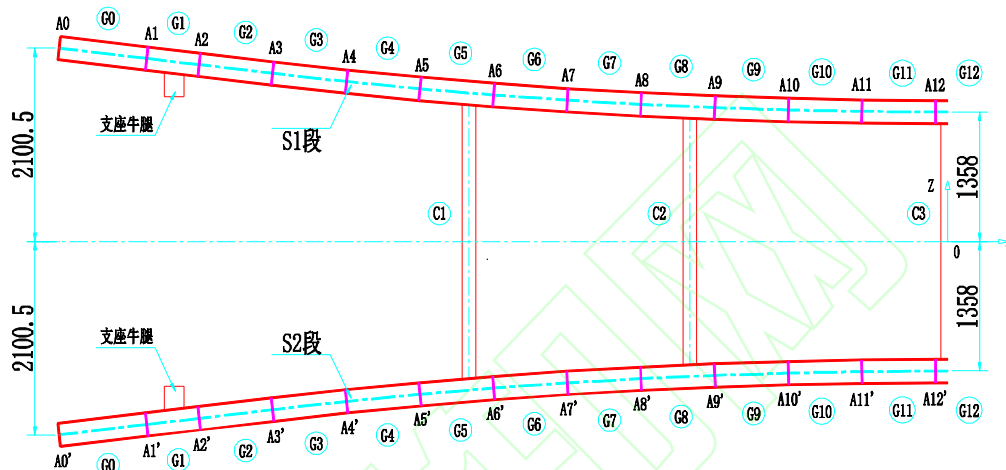 A0 G0 A1 G1 A2 G2 A3 G3 A4 G4 A5 G5 A6 G6 A7 G7 A8 G8 A9 G9 A10 G10 A11 G11 A12 G12
支座牛腿
S1段
2100.5
1358
Z
C1 C2 C3
0
2100.5
1358
支座牛腿
S2段
A0' G0 A1' G1 A2' G2 A3' G3 A4' G4 A5' G5 A6' G6 A7' G7 A8' G8 A9' G9 A10' G10 A11' G11 A12' G12